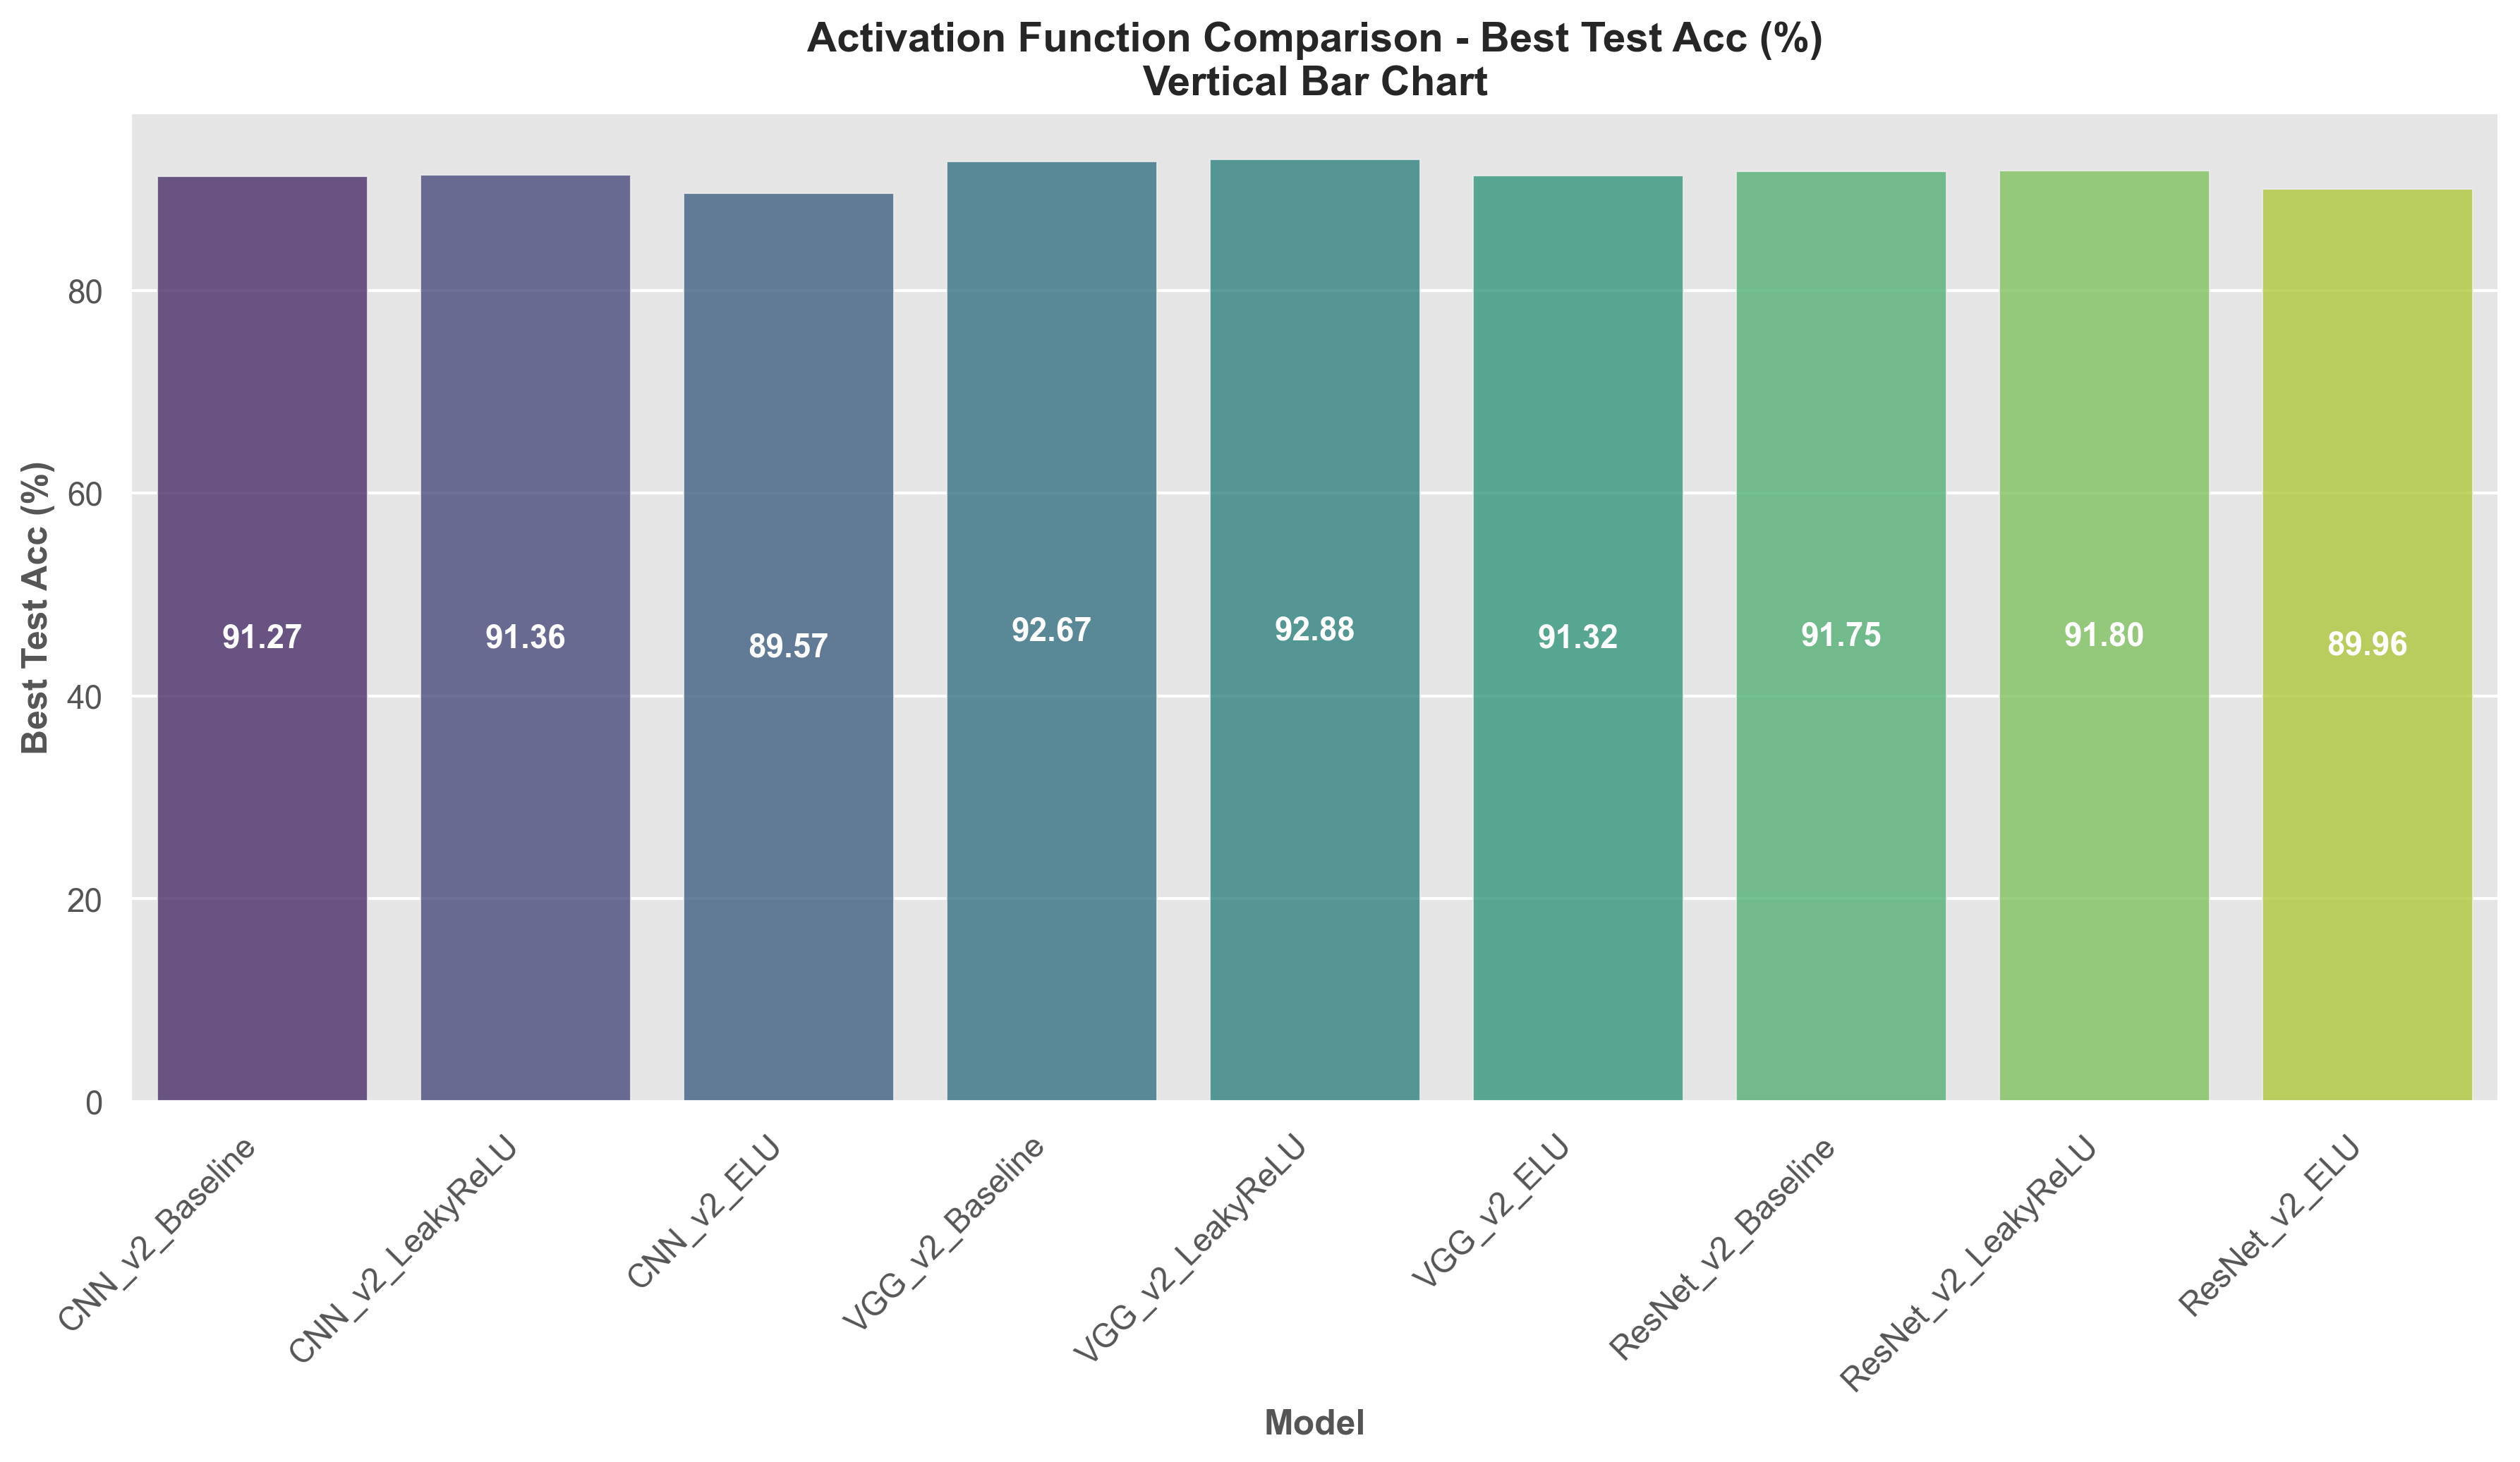 Activation Function Comparison - Best Test Acc (%)
Vertical Bar Chart
Best Test Acc (%)
80
60
40
20
0
91.27
91.36
89.57
92.67
92.88
91.32
91.75
91.80
89.96
CNN_v2_Baseline
CNN_v2_LeakyReLU
CNN_v2_ELU
VGG_v2_Baseline
VGG_v2_LeakyReLU
VGG_v2_ELU
ResNet_v2_Baseline
ResNet_v2_LeakyReLU
ResNet_v2_ELU
Model